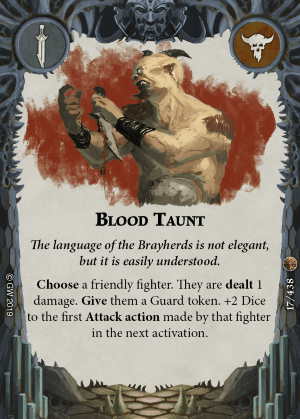 Blood Taunt
The language of the Brayherds is not elegant,
but it is easily understood.
Choose a friendly fighter. They are dealt 1
damage. Give them a Guard token. +2 Dice
to the first Attack action made by that fighter
in the next activation.
© GW 2019
17/438